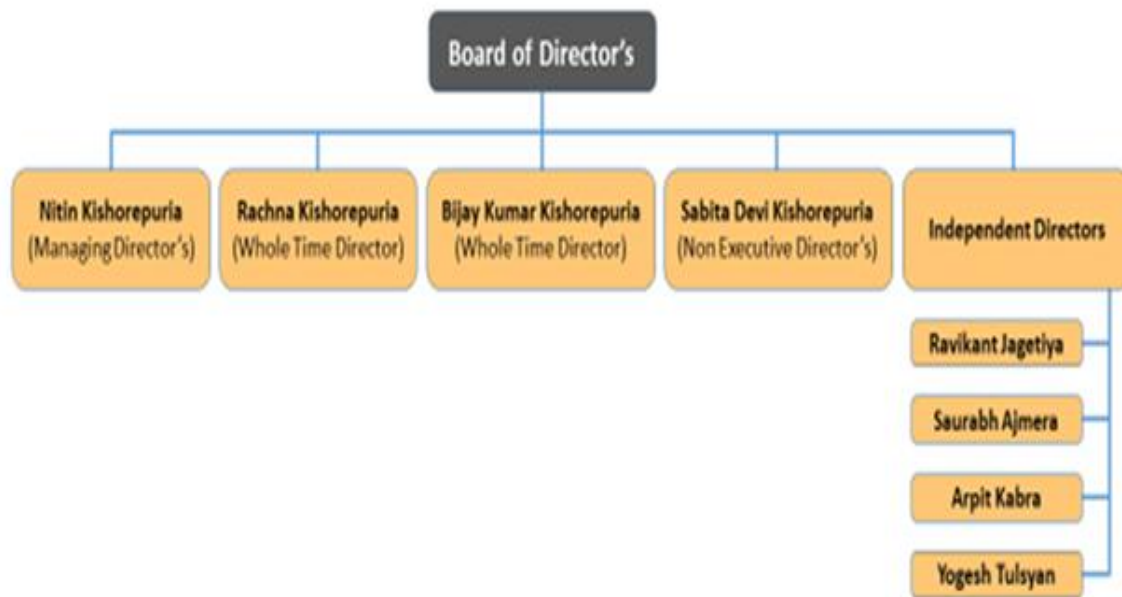 Board of Director's
Nitin Kishorepuria
(Managing Director's)
Rachna Kishorepuria
(Whole Time Director)
Bijay Kumar Kishorepuria
(Whole Time Director)
Sabita Devi Kishorepuria
(Non Executive Director's)
Independent Directors
Ravikant Jagetiya
Saurabh Ajmera
Arpit Kabra
Yogesh Tulsyan